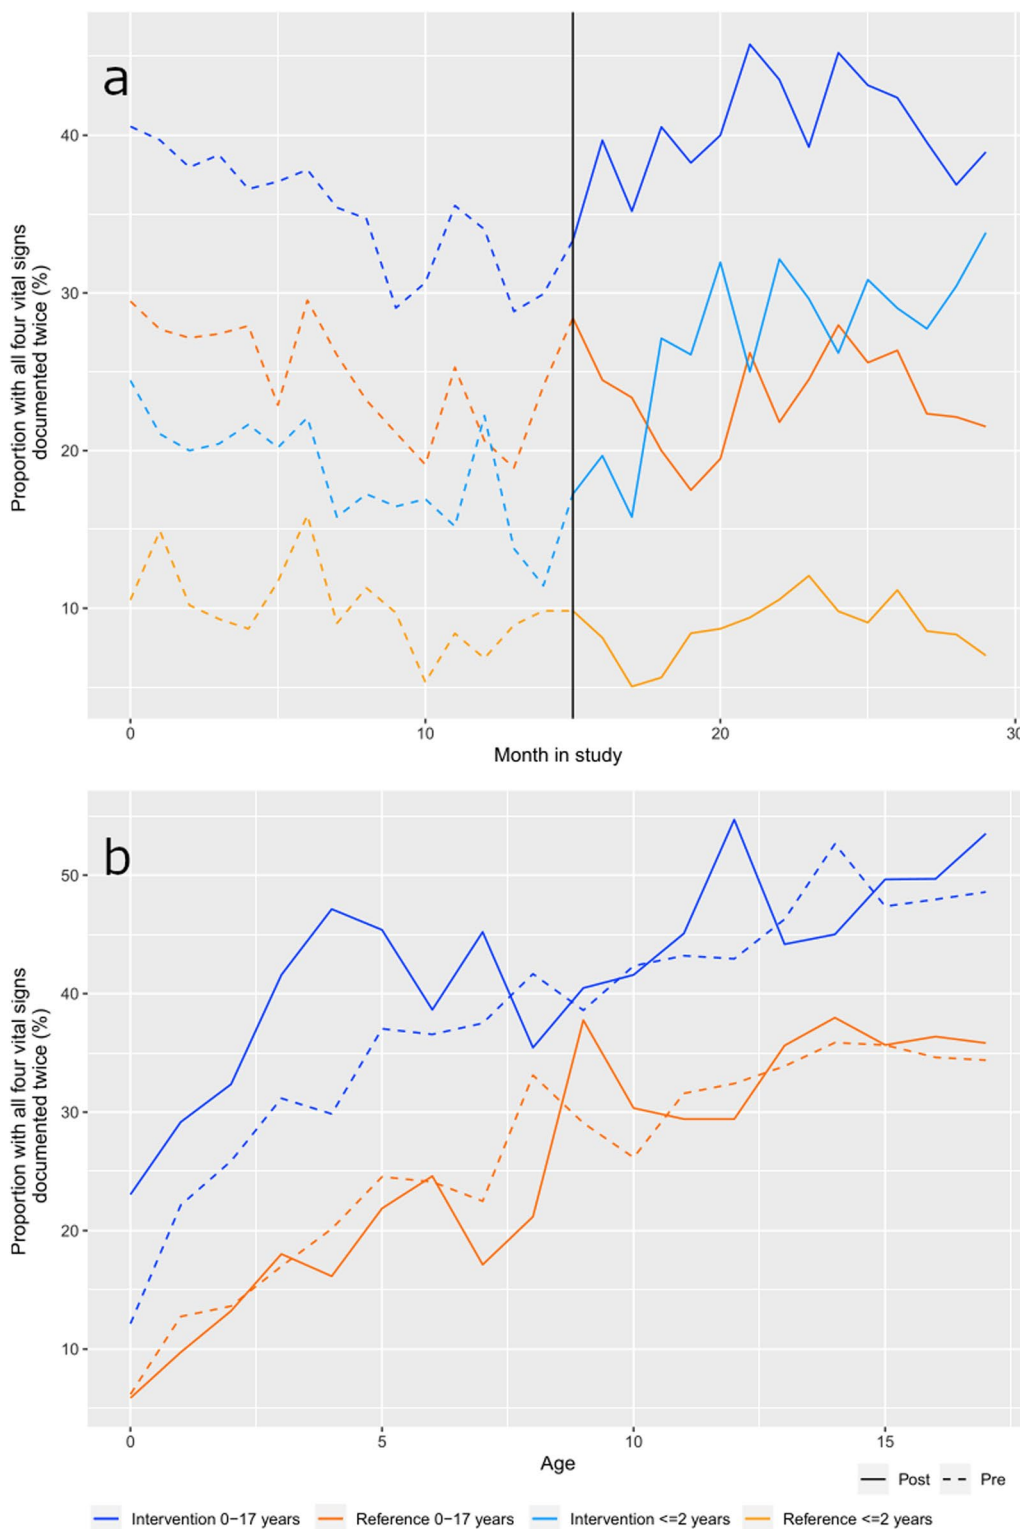 a
Proportion with all four vital signs
documented twice (%)
40
30
20
10
0
10
20
30
Month in study
b
Proportion with all four vital signs
documented twice (%)
50
40
30
20
10
0
5
10
15
Age
Post
Pre
Intervention 0−17 years
Reference 0−17 years
Intervention <=2 years
Reference <=2 years